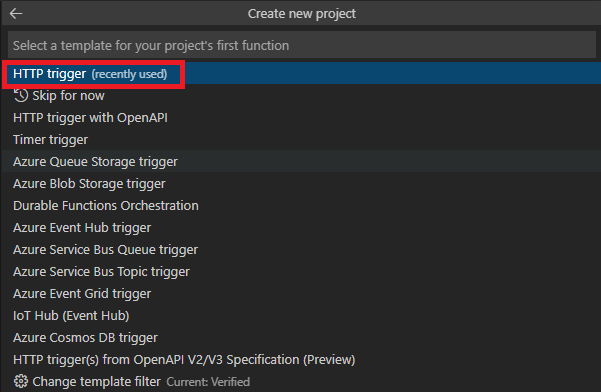 Create new project
Select a template for your project's first function
HTTP trigger (recently used)
Skip for now
HTTP trigger with OpenAPI
Timer trigger
Azure Queue Storage trigger
Azure Blob Storage trigger
Durable Functions Orchestration
Azure Event Hub trigger
Azure Service Bus Queue trigger
Azure Service Bus Topic trigger
Azure Event Grid trigger
IoT Hub (Event Hub)
Azure Cosmos DB trigger
HTTP trigger(s) from OpenAPI V2/V3 Specification (Preview)
Change template filter Current: Verified